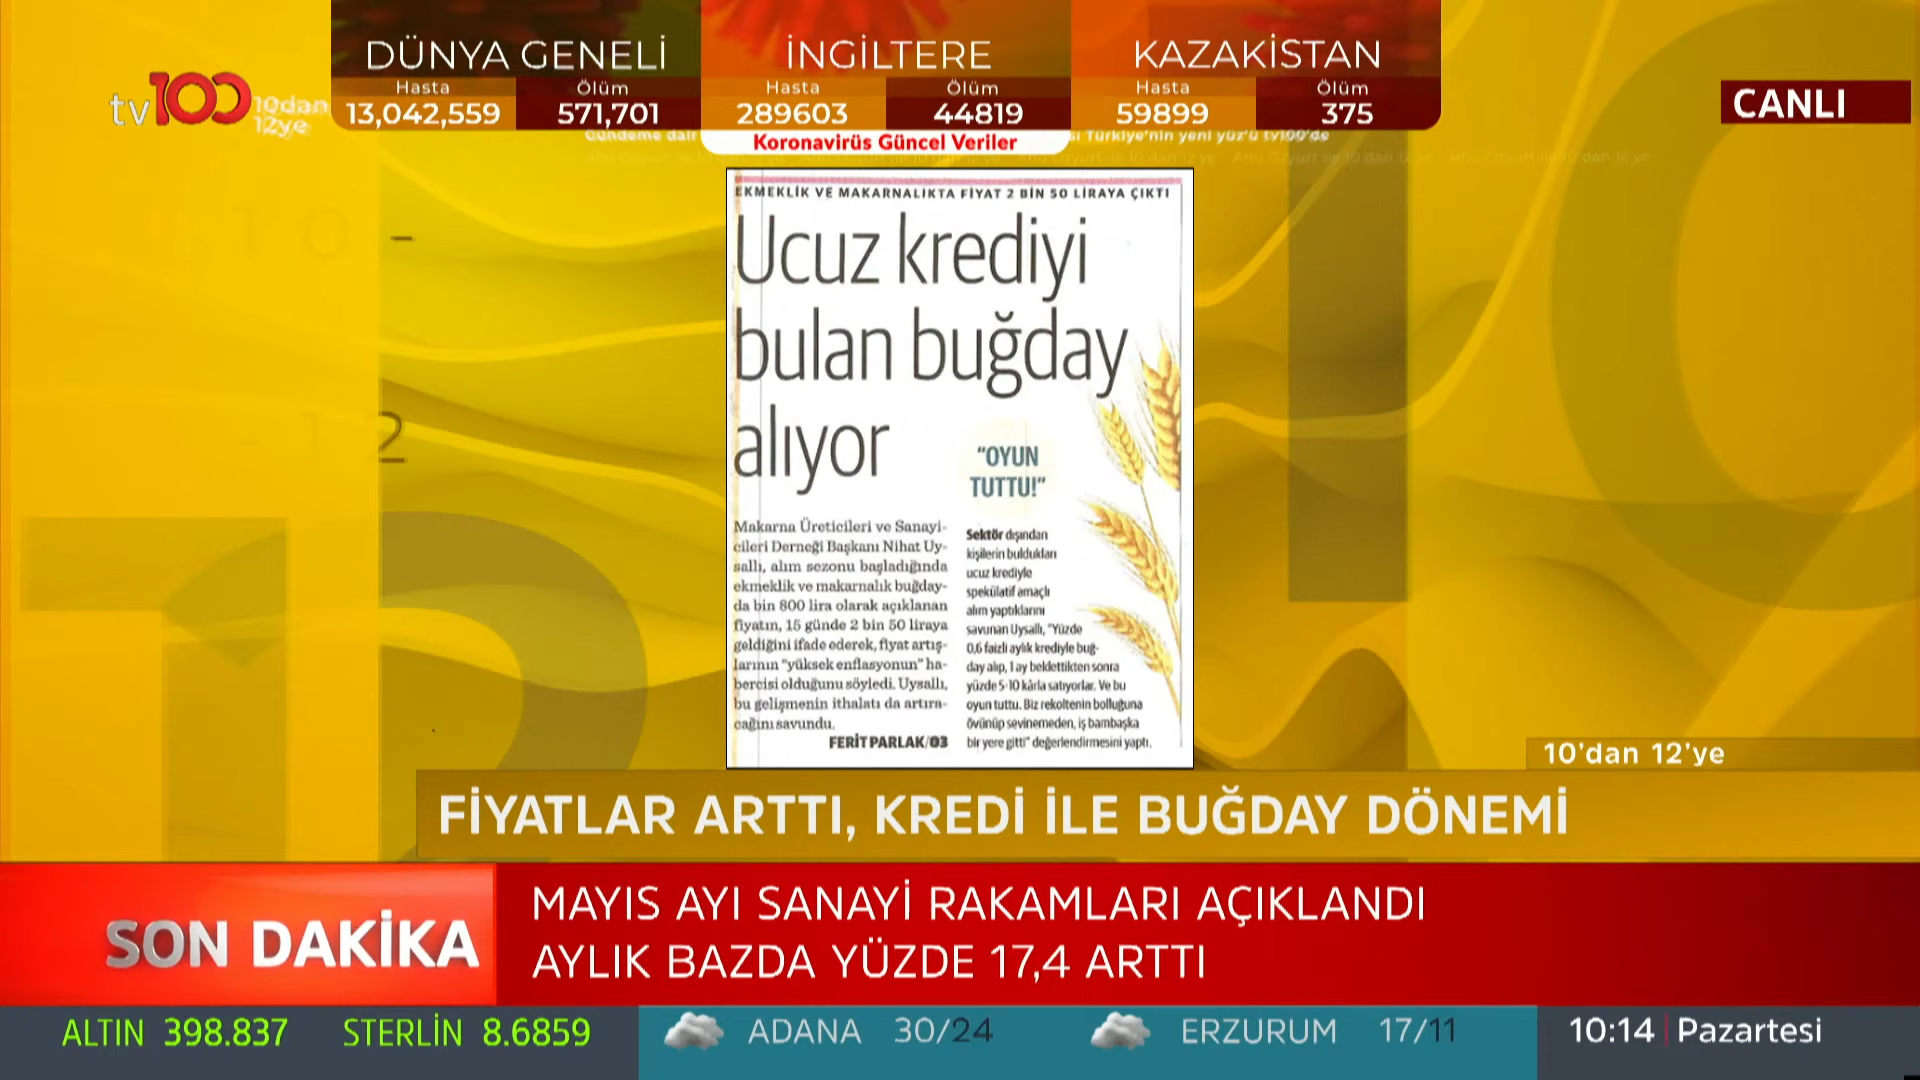 DÜNYA GENELİ
Hasta
13,042,559
Ölüm
571,701
İNGİLTERE
Hasta
289603
Ölüm
44819
KAZAKİSTAN
Hasta
59899
Ölüm
375
tv100
10dan
12ye
CANLI
Gündeme dair
Türkiye'nin yeni yüzü tv100'de
Koronavirüs Güncel Veriler
EKMEKLİK VE MAKARNALIKTA FİYAT 2 BİN 50 LİRAYA ÇIKTI
Ucuz krediyi
bulan buğday
alıyor
Makarna Üreticileri ve Sanayi-
cileri Derneği Başkanı Nihat Uy-
sallı, alım sezonu başladığında
ekmeklik ve makarnalık buğday-
da bin 800 lira olarak açıklanan
fiyatın, 15 günde 2 bin 50 liraya
geldiğini ifade ederek, fiyat artış-
larının "yüksek enflasyonun" ha-
bercisi olduğunu söyledi. Uysallı,
bu gelişmenin ithalatı da artıra-
cağını savundu.
FERİT PARLAK/03
"OYUN
TUTTU!"
Sektör dışından
kişilerin buldukları
ucuz krediyle
spekülatif amaçlı
alım yaptıklarını
savunan Uysallı, "Yüzde
0,6 faizli aylık krediyle buğ-
day alıp, 1 ay beklettikten sonra
yüzde 5-10 kârla satıyorlar. Ve bu
oyun tuttu. Biz rekoltenin bolluğuna
övünüp sevinemeden, iş bambaşka
bir yere gitti" değerlendirmesini yaptı.
10'dan 12'ye
FİYATLAR ARTTI, KREDİ İLE BUĞDAY DÖNEMİ
SON DAKİKA
MAYIS AYI SANAYİ RAKAMLARI AÇIKLANDI
AYLIK BAZDA YÜZDE 17,4 ARTTI
ALTIN 398.837 STERLİN 8.6859
ADANA 30/24 ERZURUM 17/11
10:14 Pazartesi